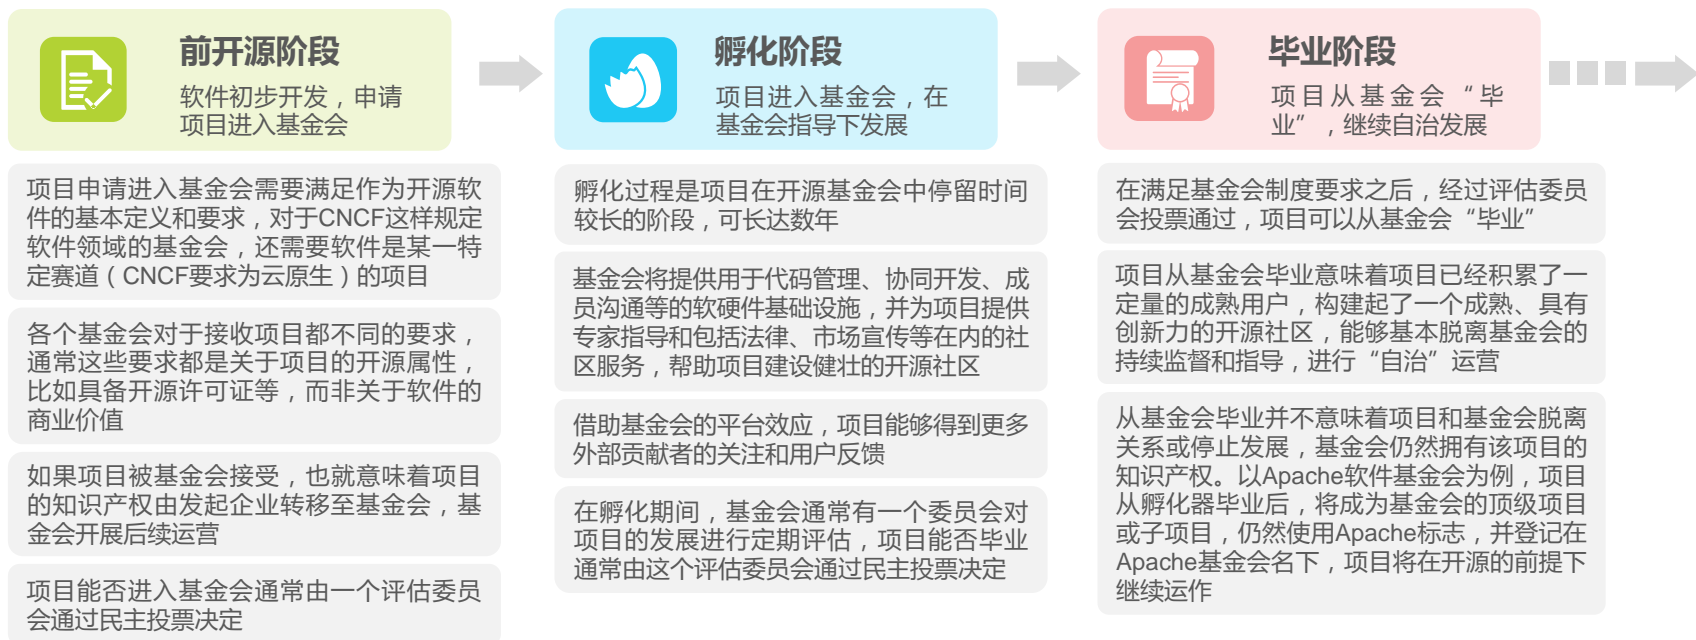 前开源阶段
软件初步开发，申请
项目进入基金会
项目申请进入基金会需要满足作为开源软
件的基本定义和要求，对于CNCF这样规定
软件领域的基金会，还需要软件是某一特
定赛道（CNCF要求为云原生）的项目
各个基金会对于接收项目都不同的要求，
通常这些要求都是关于项目的开源属性，
比如具备开源许可证等，而非关于软件的
商业价值
如果项目被基金会接受，也就意味着项目
的知识产权由发起企业转移至基金会，基
金会开展后续运营
项目能否进入基金会通常由一个评估委员
会通过民主投票决定
孵化阶段
项目进入基金会，在
基金会指导下发展
孵化过程是项目在开源基金会中停留时间
较长的阶段，可长达数年
基金会将提供用于代码管理、协同开发、成
员沟通等的软硬件基础设施，并为项目提供
专家指导和包括法律、市场宣传等在内的社
区服务，帮助项目建设健壮的开源社区
借助基金会的平台效应，项目能够得到更多
外部贡献者的关注和用户反馈
在孵化期间，基金会通常有一个委员会对
项目的发展进行定期评估，项目能否毕业
通常由这个评估委员会通过民主投票决定
毕业阶段
项目从基金会“毕
业”，继续自治发展
在满足基金会制度要求之后，经过评估委员
会投票通过，项目可以从基金会“毕业”
项目从基金会毕业意味着项目已经积累了一
定量的成熟用户，构建起了一个成熟、具有
创新力的开源社区，能够基本脱离基金会的
持续监督和指导，进行“自治”运营
从基金会毕业并不意味着项目和基金会脱离
关系或停止发展，基金会仍然拥有该项目的
知识产权。以Apache软件基金会为例，项目
从孵化器毕业后，将成为基金会的顶级项目
或子项目，仍然使用Apache标志，并登记在
Apache基金会名下，项目将在开源的前提下
继续运作